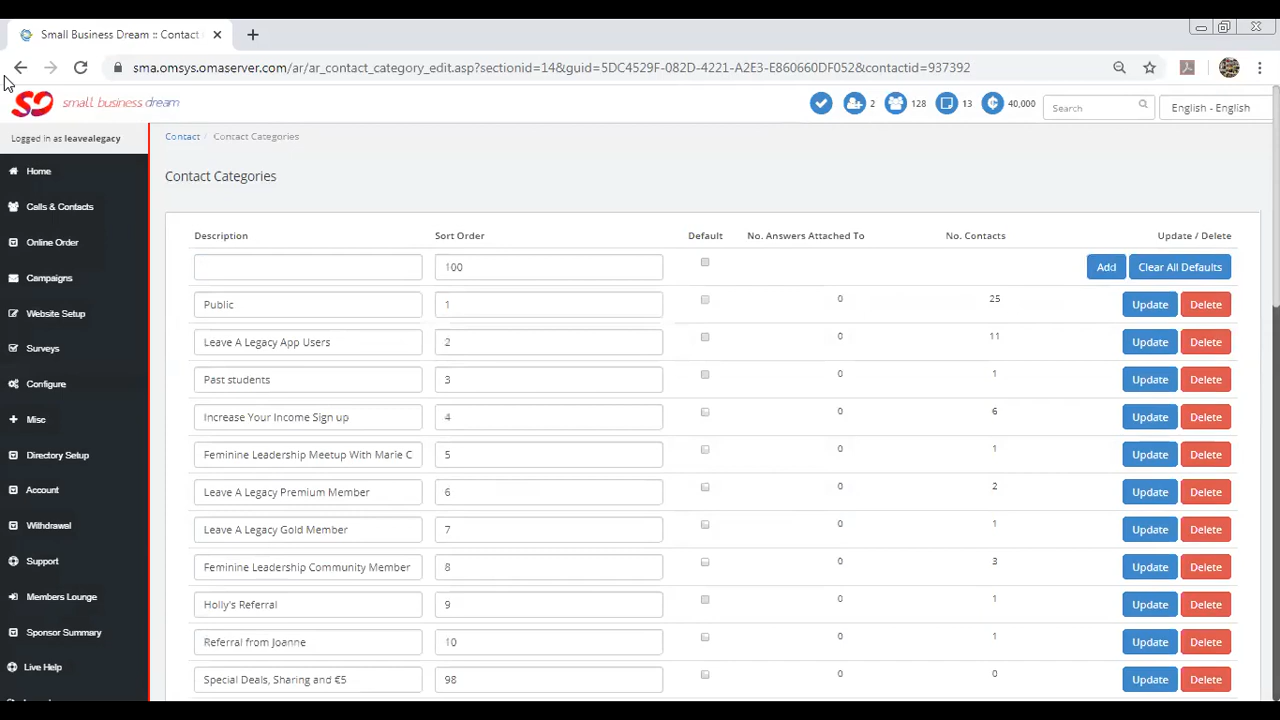 Small Business Dream :: Contact
sma.omsys.omaserver.com/ar/ar_contact_category_edit.asp?sectionid=14&guid=5DC4529F-082D-4221-A2E3-E860660DF052&contactid=937392
small business dream
2 128 13 40,000 Search English - English
Logged in as leavealegacy
Contact / Contact Categories
Contact Categories
Home
Calls & Contacts
Online Order
Campaigns
Website Setup
Surveys
Configure
Misc
Directory Setup
Account
Withdrawal
Support
Members Lounge
Sponsor Summary
Live Help
Description Sort Order Default No. Answers Attached To No. Contacts Update / Delete
100 Add Clear All Defaults
Public 1 0 25 Update Delete
Leave A Legacy App Users 2 0 11 Update Delete
Past students 3 0 1 Update Delete
Increase Your Income Sign up 4 0 6 Update Delete
Feminine Leadership Meetup With Marie C 5 0 1 Update Delete
Leave A Legacy Premium Member 6 0 2 Update Delete
Leave A Legacy Gold Member 7 0 1 Update Delete
Feminine Leadership Community Member 8 0 3 Update Delete
Holly's Referral 9 0 1 Update Delete
Referral from Joanne 10 0 1 Update Delete
Special Deals, Sharing and €5 98 0 0 Update Delete